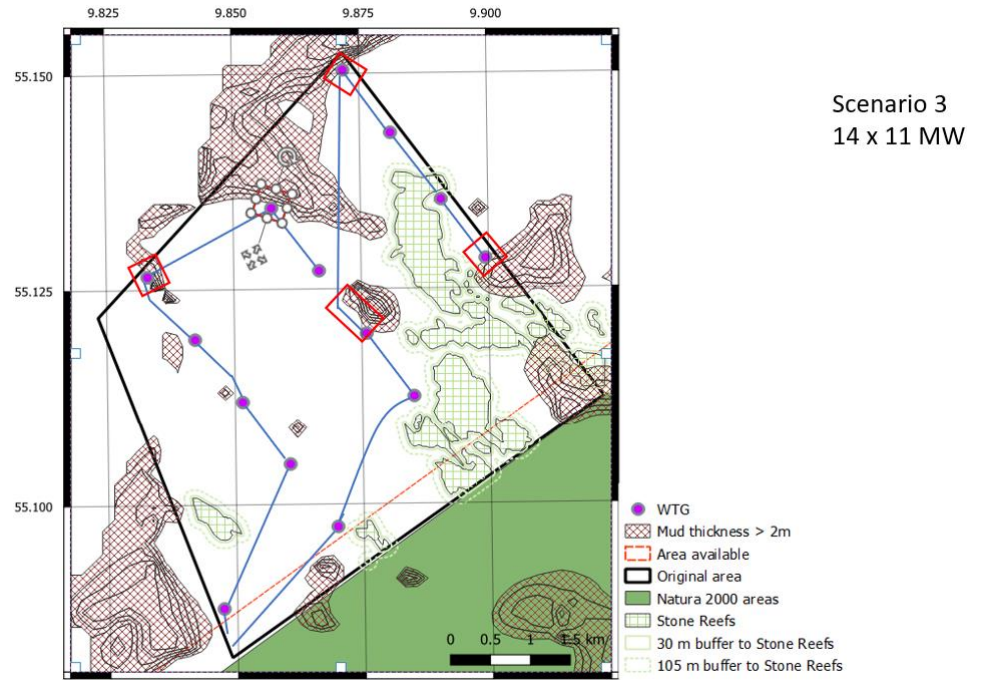 9.825 9.850 9.875 9.900
55.150
55.125
55.100
Scenario 3
14 x 11 MW
WTG
Mud thickness > 2m
Area available
Original area
Natura 2000 areas
Stone Reefs
30 m buffer to Stone Reefs
105 m buffer to Stone Reefs
0 0.5 1 1.5 km